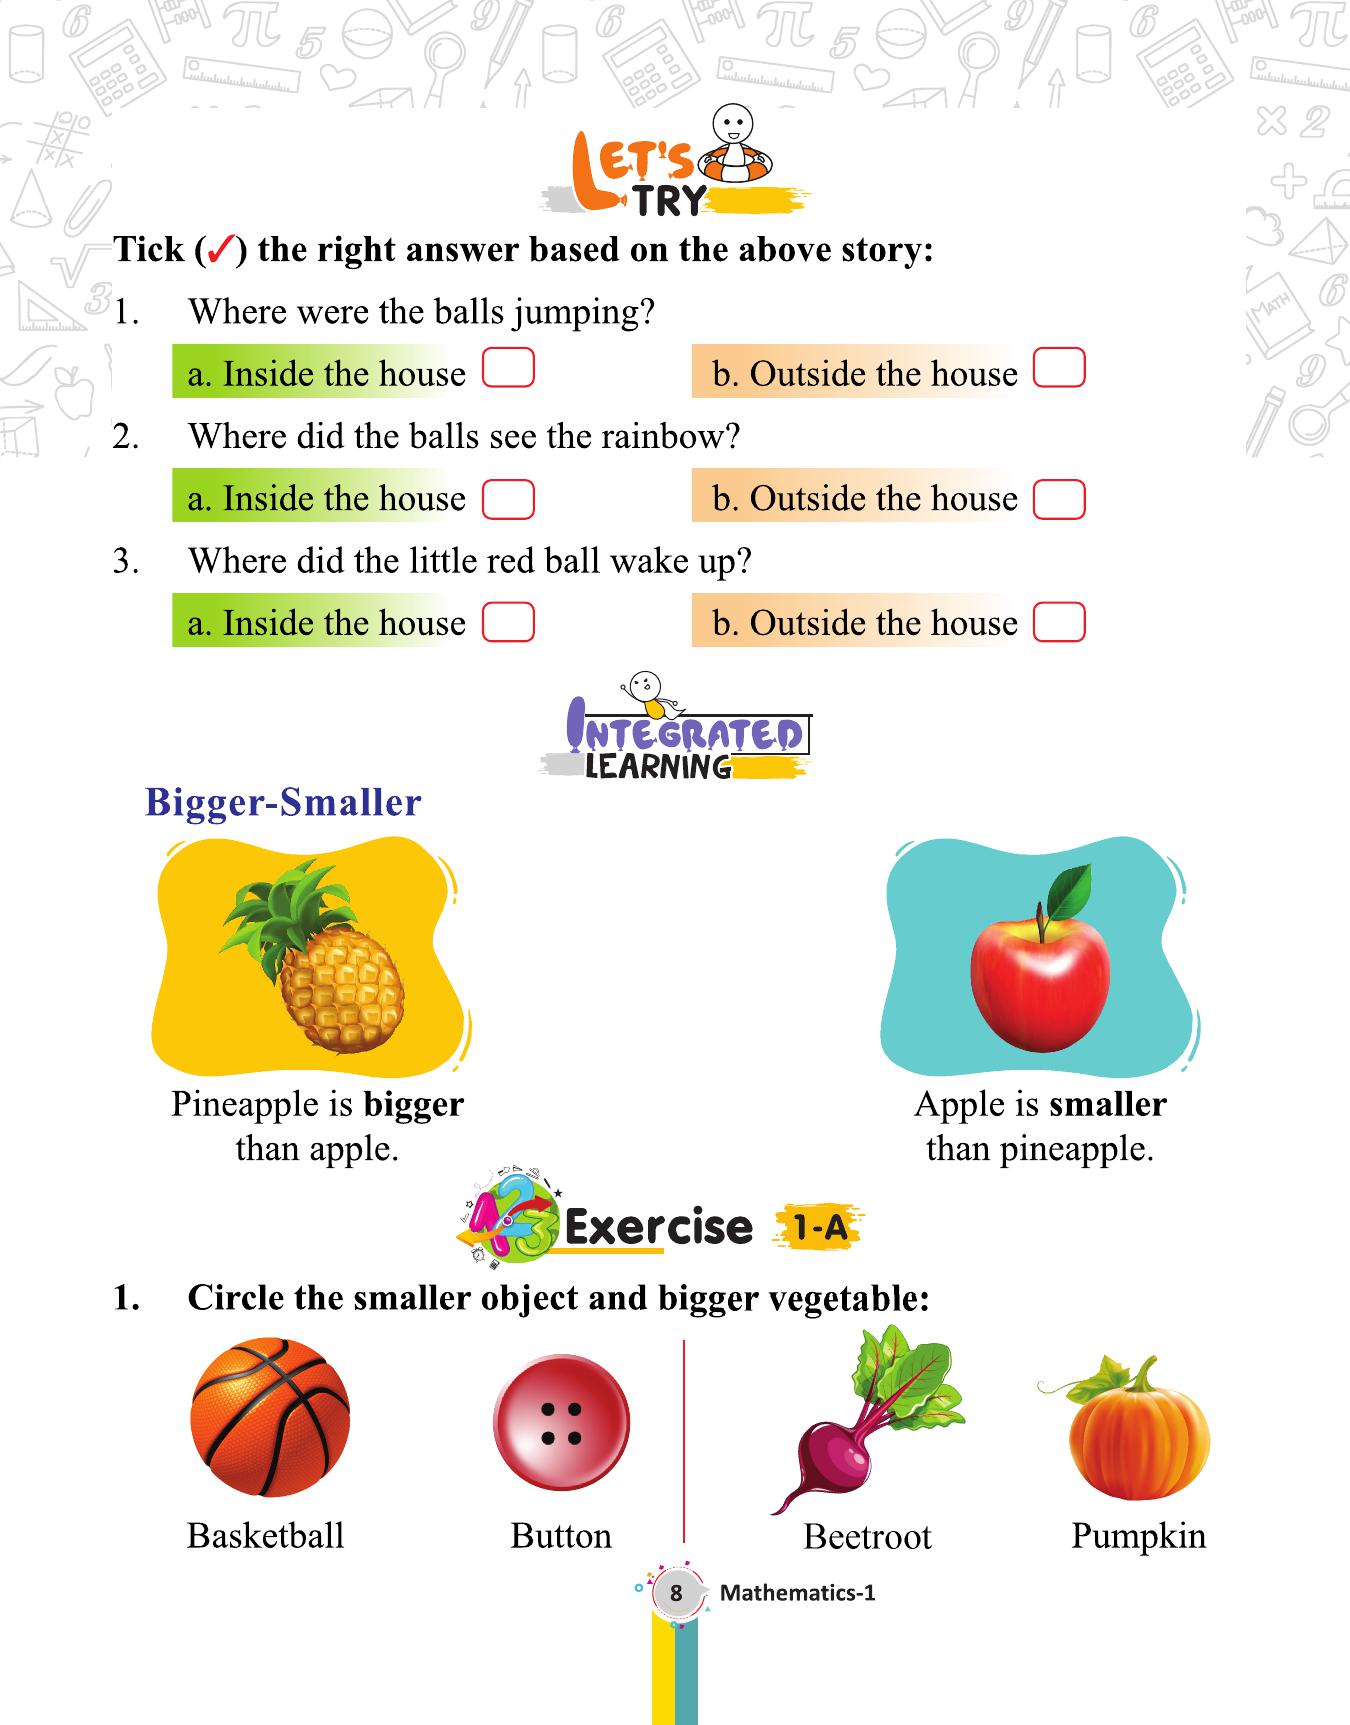 LET'S
TRY
Tick (✓) the right answer based on the above story:
1. Where were the balls jumping?
a. Inside the house b. Outside the house
2. Where did the balls see the rainbow?
a. Inside the house b. Outside the house
3. Where did the little red ball wake up?
a. Inside the house b. Outside the house
INTEGRATED
LEARNING
Bigger-Smaller
Pineapple is bigger
than apple.
Apple is smaller
than pineapple.
123 Exercise 1-A
1. Circle the smaller object and bigger vegetable:
Basketball Button Beetroot Pumpkin
8 Mathematics-1